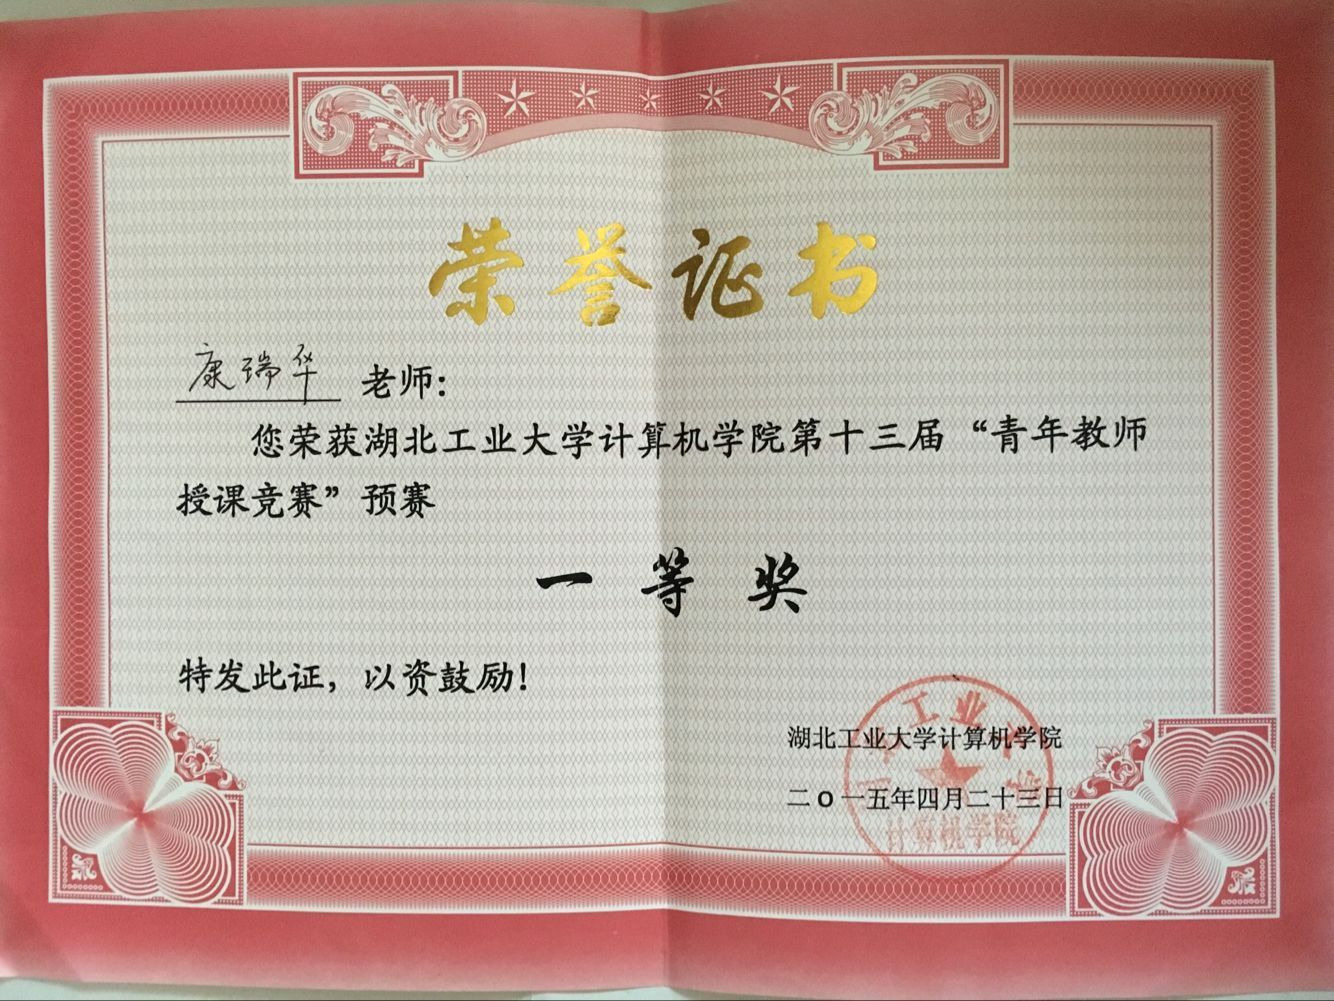 荣誉证书
康瑞华 老师：
您荣获湖北工业大学计算机学院第十三届“青年教师
授课竞赛”预赛
一等奖
特发此证，以资鼓励！
湖北工业大学计算机学院
二〇一五年四月二十三日
工业大学
计算机学院